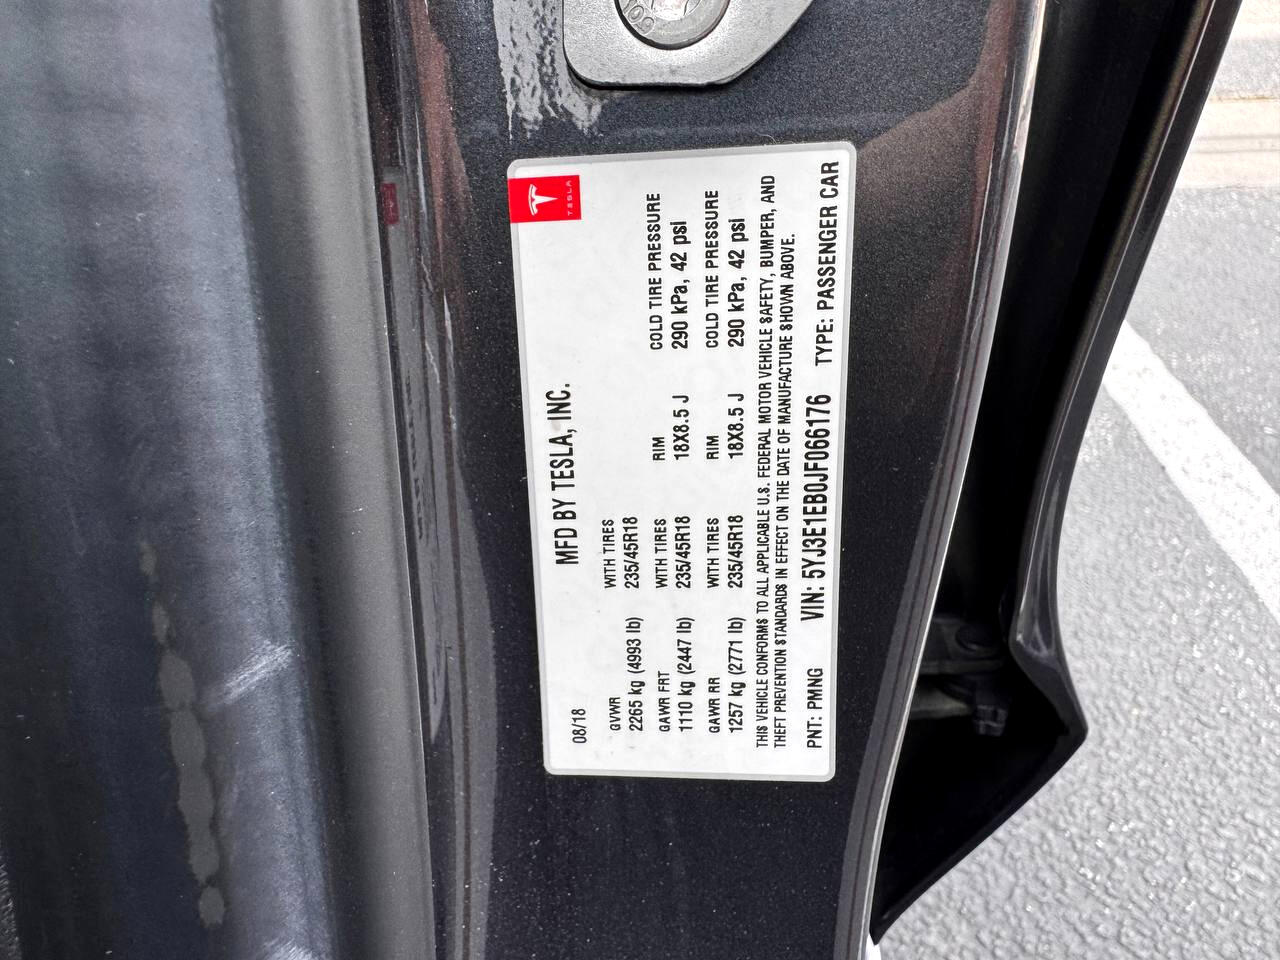 TESLA
MFD BY TESLA, INC.
08/18
GVWR WITH TIRES
2265 kg (4993 lb) 235/45R18
GAWR FRT WITH TIRES RIM COLD TIRE PRESSURE
1110 kg (2447 lb) 235/45R18 18X8.5 J 290 kPa, 42 psi
GAWR RR WITH TIRES RIM COLD TIRE PRESSURE
1257 kg (2771 lb) 235/45R18 18X8.5 J 290 kPa, 42 psi
THIS VEHICLE CONFORMS TO ALL APPLICABLE U.S. FEDERAL MOTOR VEHICLE SAFETY, BUMPER, AND
THEFT PREVENTION STANDARDS IN EFFECT ON THE DATE OF MANUFACTURE SHOWN ABOVE.
PNT: PMNG VIN: 5YJ3E1EB0JF066176 TYPE: PASSENGER CAR